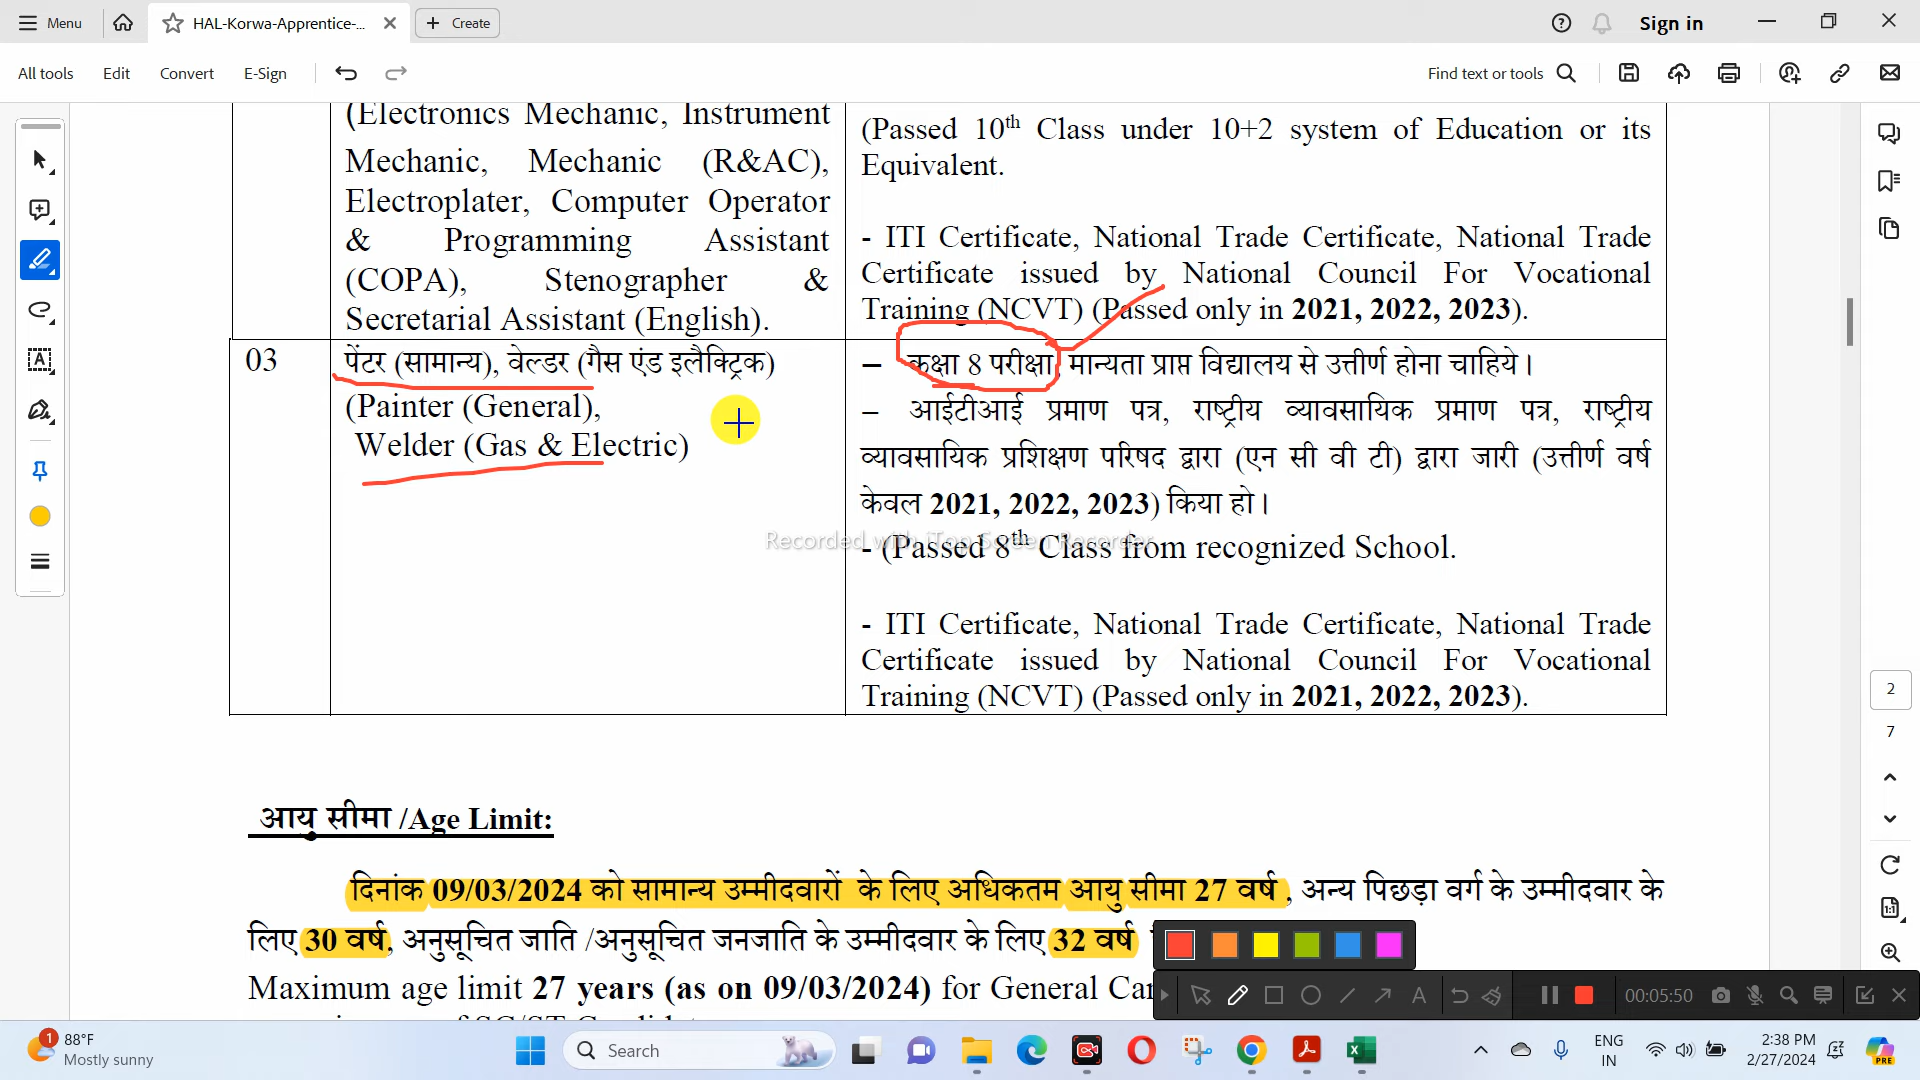 Menu
HAL-Korwa-Apprentice-...
Create
Sign in
All tools
Edit
Convert
E-Sign
Find text or tools
(Electronics Mechanic, Instrument
Mechanic, Mechanic (R&AC),
Electroplater, Computer Operator
& Programming Assistant
(COPA), Stenographer &
Secretarial Assistant (English).
(Passed 10th Class under 10+2 system of Education or its
Equivalent.
- ITI Certificate, National Trade Certificate, National Trade
Certificate issued by National Council For Vocational
Training (NCVT) (Passed only in 2021, 2022, 2023).
03
पेंटर (सामान्य), वेल्डर (गैस एंड इलैक्ट्रिक)
(Painter (General),
Welder (Gas & Electric)
– कक्षा 8 परीक्षा, मान्यता प्राप्त विद्यालय से उत्तीर्ण होना चाहिये।
– आईटीआई प्रमाण पत्र, राष्ट्रीय व्यावसायिक प्रमाण पत्र, राष्ट्रीय
व्यावसायिक प्रशिक्षण परिषद द्वारा (एन सी वी टी) द्वारा जारी (उत्तीर्ण वर्ष
केवल 2021, 2022, 2023) किया हो।
- (Passed 8th Class from recognized School.
Recorded with iTop Screen Recorder
- ITI Certificate, National Trade Certificate, National Trade
Certificate issued by National Council For Vocational
Training (NCVT) (Passed only in 2021, 2022, 2023).
2
7
आयु सीमा /Age Limit:
दिनांक 09/03/2024 को सामान्य उम्मीदवारों के लिए अधिकतम आयु सीमा 27 वर्ष, अन्य पिछड़ा वर्ग के उम्मीदवार के
लिए 30 वर्ष, अनुसूचित जाति /अनुसूचित जनजाति के उम्मीदवार के लिए 32 वर्ष
Maximum age limit 27 years (as on 09/03/2024) for General Can
00:05:50
1
88°F
Mostly sunny
Search
ENG
IN
2:38 PM
2/27/2024
PRE